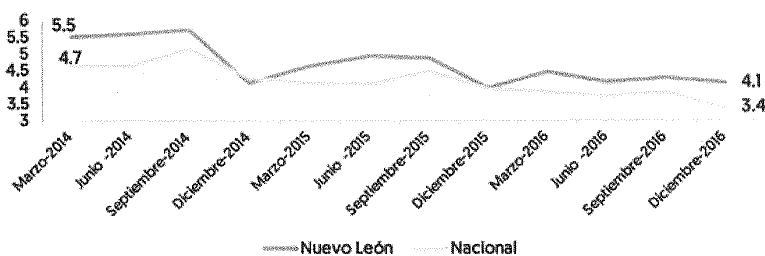 6
5.5
5
4.5
4
3.5
3
5.5
4.7
4.1
3.4
Marzo-2014
Junio -2014
Septiembre-2014
Diciembre-2014
Marzo-2015
Junio -2015
Septiembre-2015
Diciembre-2015
Marzo-2016
Junio -2016
Septiembre-2016
Diciembre-2016
Nuevo León Nacional